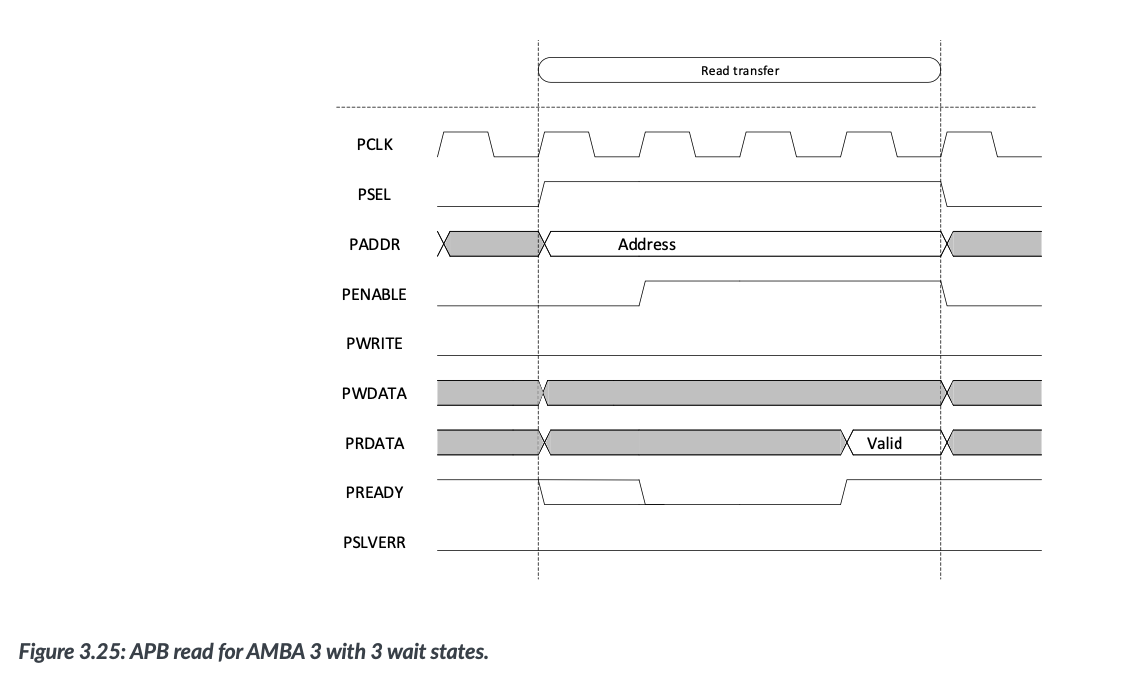 Read transfer
PCLK
PSEL
PADDR
Address
PENABLE
PWRITE
PWDATA
PRDATA
Valid
PREADY
PSLVERR
Figure 3.25: APB read for AMBA 3 with 3 wait states.